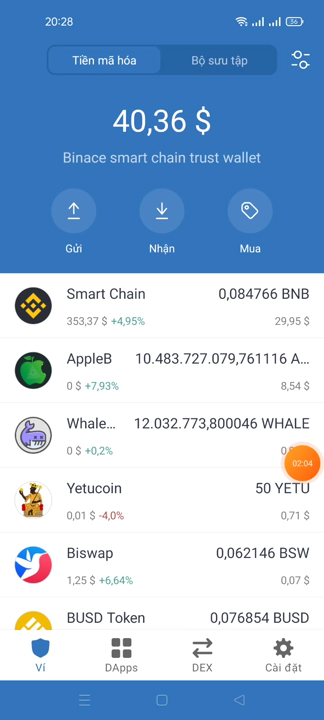 20:28
56
Tiền mã hóa
Bộ sưu tập
40,36 $
Binace smart chain trust wallet
Gửi
Nhận
Mua
Smart Chain 0,084766 BNB
353,37 $ +4,95% 29,95 $
AppleB 10.483.727.079,761116 A...
0 $ +7,93% 8,54 $
Whale... 12.032.773,800046 WHALE
0 $ +0,2%
02:04
Yetucoin 50 YETU
0,01 $ -4,0% 0,71 $
Biswap 0,062146 BSW
1,25 $ +6,64% 0,07 $
BUSD Token 0,076854 BUSD
Ví
DApps
DEX
Cài đặt